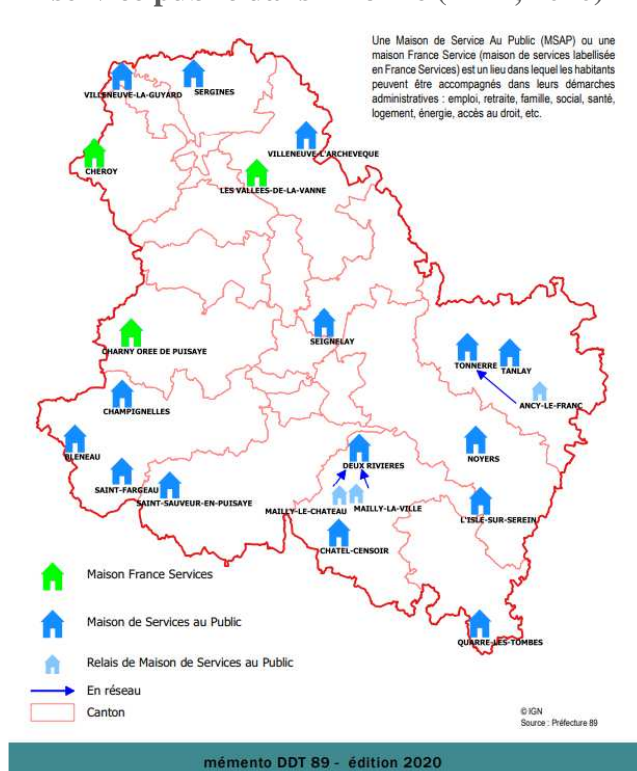 Une Maison de Service Au Public (MSAP) ou une
maison France Service (maison de services labellisée
en France Services) est un lieu dans lequel les habitants
peuvent être accompagnés dans leurs démarches
administratives : emploi, retraite, famille, social, santé,
logement, énergie, accès au droit, etc.
VILLENEUVE-LA-GUYARD
SERGINES
VILLENEUVE-L'ARCHEVEQUE
CHEROY
LES VALLEES-DE-LA-VANNE
SEIGNELAY
CHARNY OREE DE PUISAYE
TONNERRE
TANLAY
ANCY-LE-FRANC
CHAMPIGNELLES
BLENEAU
NOYERS
DEUX RIVIERES
SAINT-FARGEAU
SAINT-SAUVEUR-EN-PUISAYE
MAILLY-LE-CHATEAU
MAILLY-LA-VILLE
L'ISLE-SUR-SEREIN
CHATEL-CENSOIR
QUARRE-LES-TOMBES
Maison France Services
Maison de Services au Public
Relais de Maison de Services au Public
En réseau
Canton
© IGN
Source : Préfecture 89
mémento DDT 89 - édition 2020